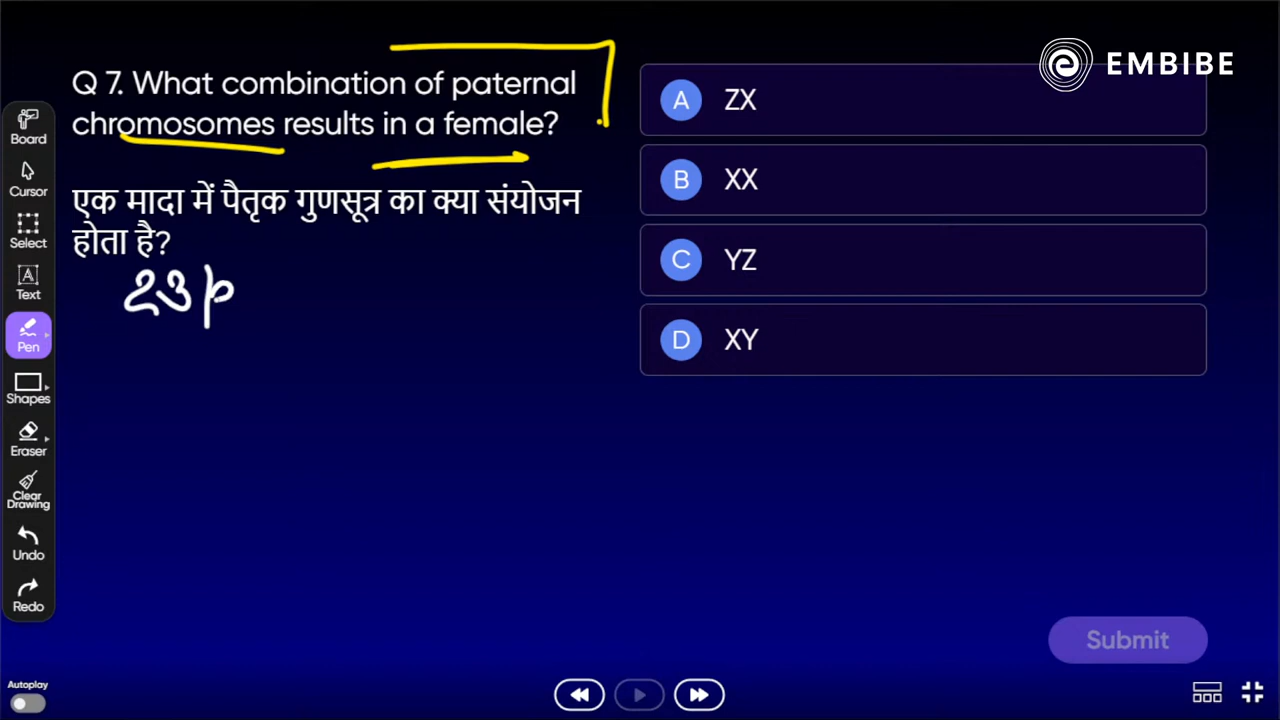 EMBIBE
Q 7. What combination of paternal
chromosomes results in a female?
एक मादा में पैतृक गुणसूत्र का क्या संयोजन
होता है?
23 p
A ZX
B XX
C YZ
D XY
Board
Cursor
Select
Text
Pen
Shapes
Eraser
Clear
Drawing
Undo
Redo
Autoplay
Submit